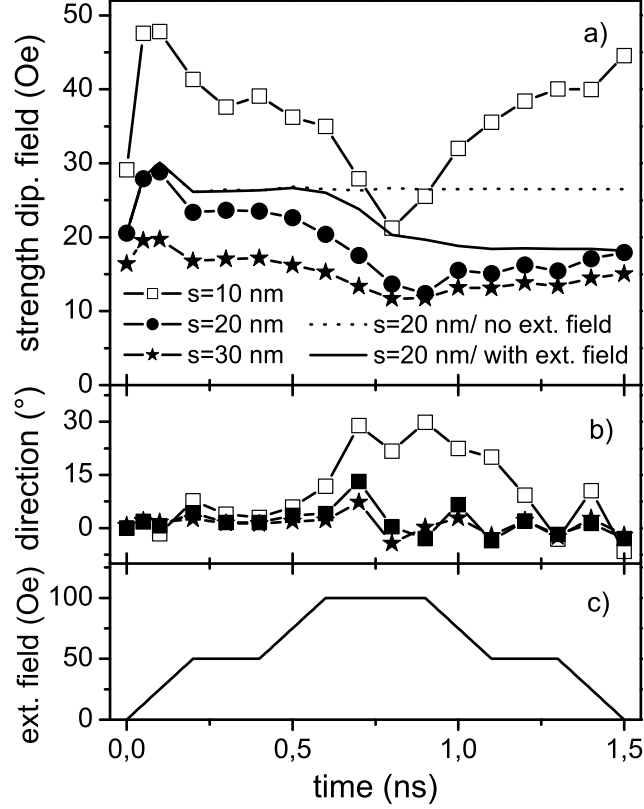 50
40
30
20
10
0
strength dip. field (Oe)
a)
s=10 nm
s=20 nm
s=20 nm/ no ext. field
s=30 nm
s=20 nm/ with ext. field
30
15
0
direction (°)
b)
100
50
0
ext. field (Oe)
c)
0,0 0,5 1,0 1,5
time (ns)